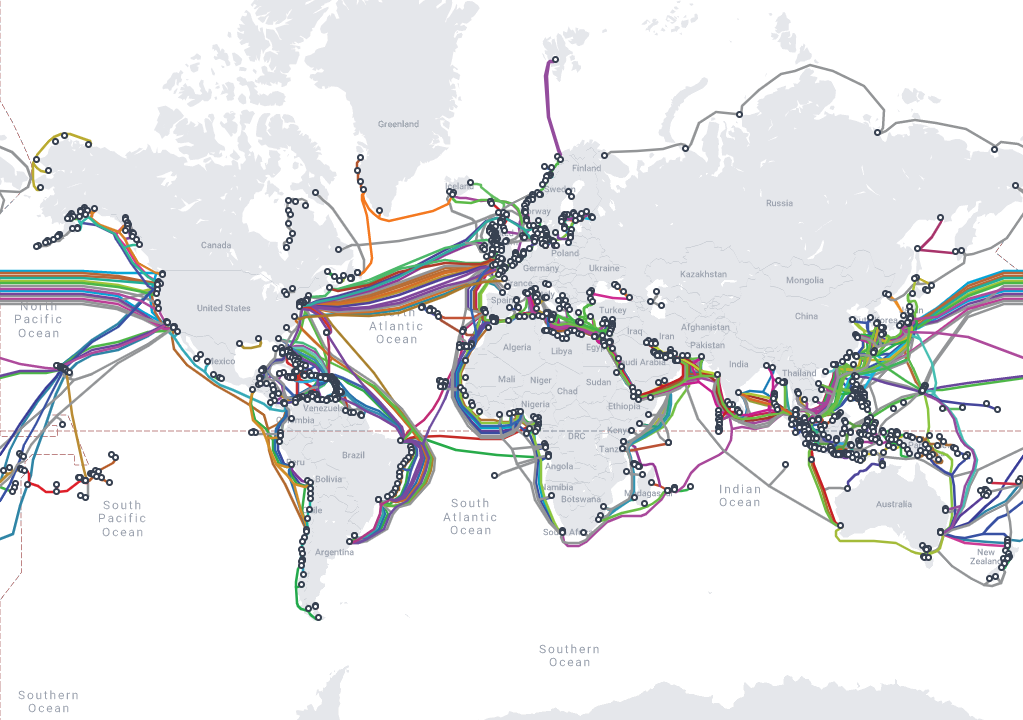 Greenland
Finland
Iceland
Sweden
Russia
Norway
Canada
Poland
Germany
Ukraine
Kazakhstan
Mongolia
France
North
Pacific
Ocean
United States
Spain
Turkey
China
Atlantic
Ocean
Iraq
Iran
Afghanistan
Pakistan
Algeria
Libya
Egypt
Saudi Arabia
India
Mexico
Mali
Niger
Chad
Sudan
Thailand
Venezuela
Nigeria
Ethiopia
DRC
Kenya
Brazil
Peru
Angola
Tanzania
Bolivia
Namibia
Botswana
Madagascar
Indian
Ocean
South
Pacific
Ocean
South
Atlantic
Ocean
Australia
Chile
South Africa
Argentina
New
Zealand
Southern
Ocean
Southern
Ocean